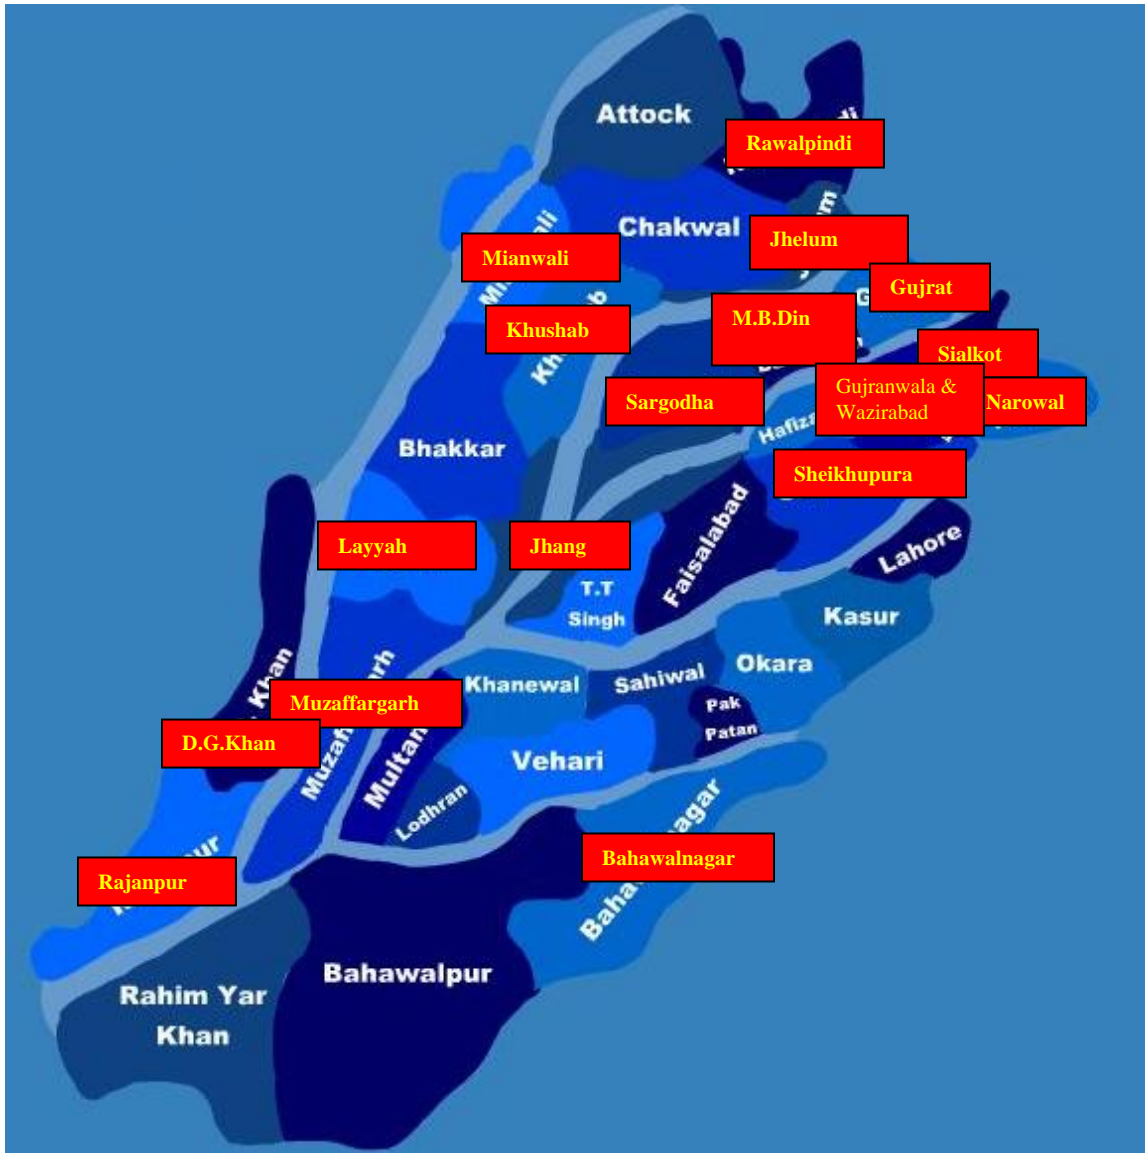 Attock
Rawalpindi
Chakwal
Jhelum
Mianwali
Gujrat
M.B.Din
Khushab
Sialkot
Gujranwala &
Wazirabad
Narowal
Sargodha
Bhakkar
Sheikhupura
Faisalabad
Lahore
Layyah
Jhang
T.T
Singh
Kasur
Okara
Sahiwal
Khanewal
Pak
Patan
Muzaffargarh
Khan
D.G.Khan
Multan
Vehari
Lodhran
Bahawalnagar
Rajanpur
Bahawalpur
Rahim Yar
Khan